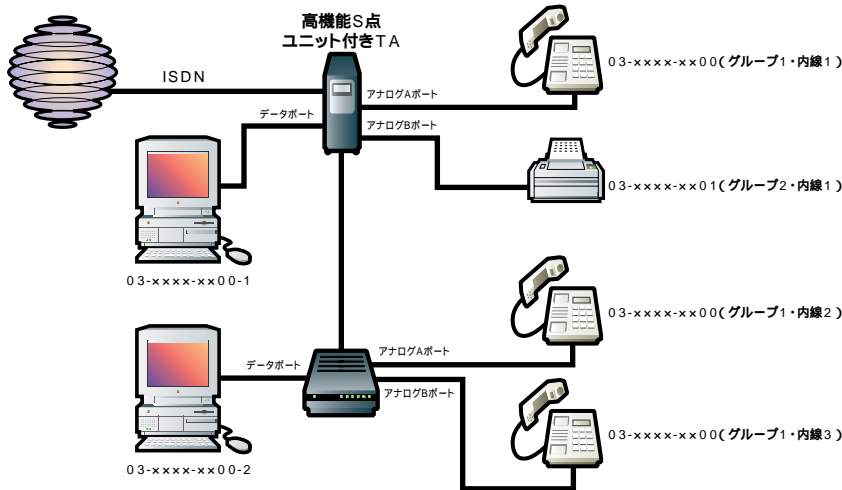 高機能S点
ユニット付きTA
ISDN
アナログAポート
03-××××-××00(グループ1・内線1)
データポート
アナログBポート
03-××××-××01(グループ2・内線1)
03-××××-××00-1
03-××××-××00(グループ1・内線2)
アナログAポート
データポート
アナログBポート
03-××××-××00(グループ1・内線3)
03-××××-××00-2